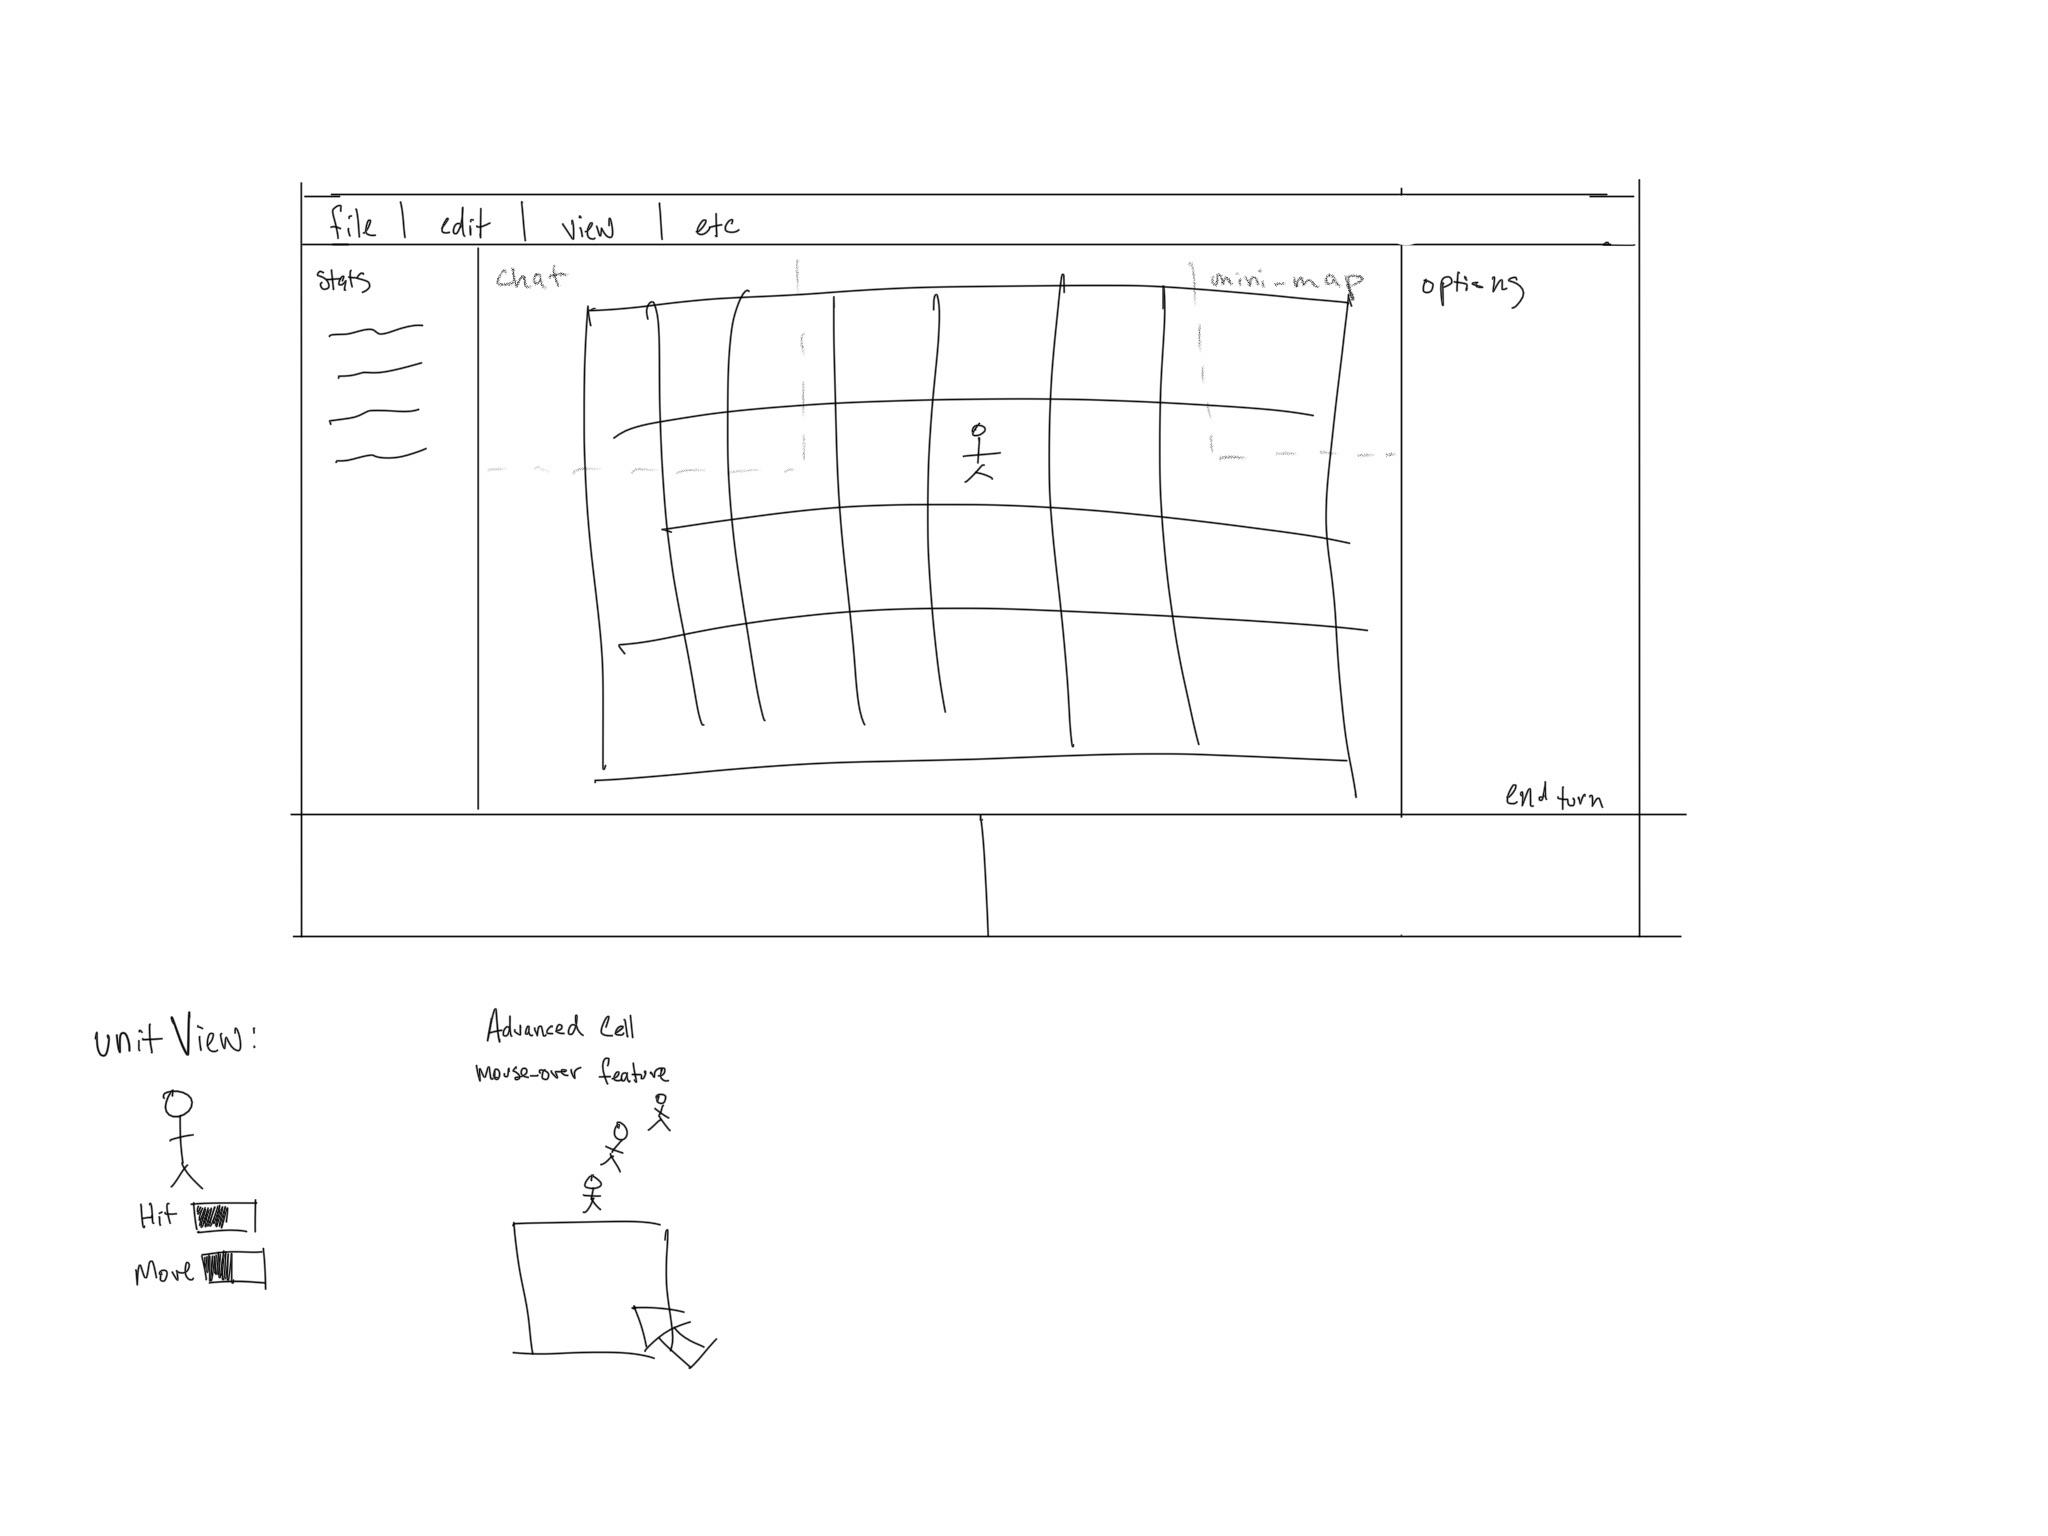 file | edit | view | etc
stats
chat
mini-map
options
end turn
unit View:
Hit
Move
Advanced Cell
mouse-over feature